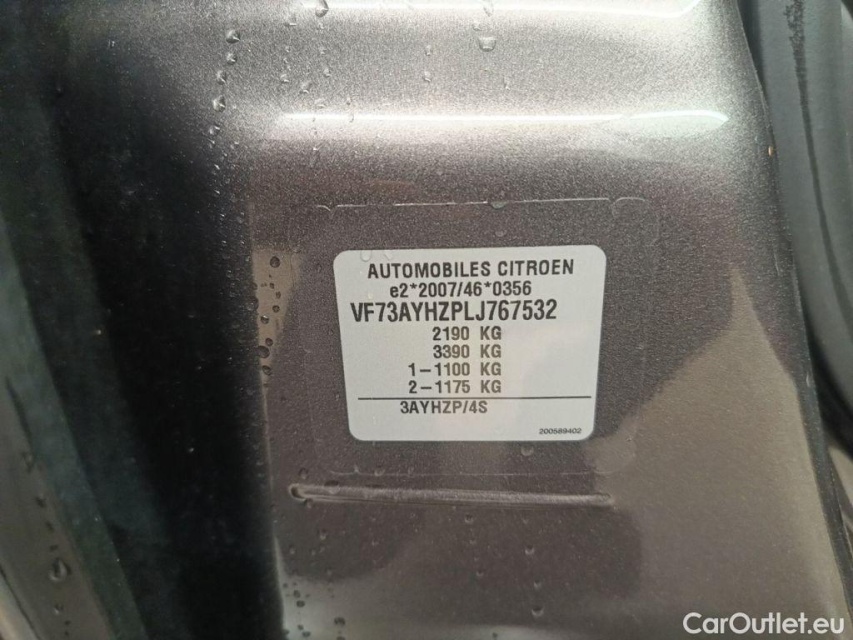 AUTOMOBILES CITROEN
e2*2007/46*0356
VF73AYHZPLJ767532
2190 KG
3390 KG
1-1100 KG
2-1175 KG
3AYHZP/4S
200589402
CarOutlet.eu